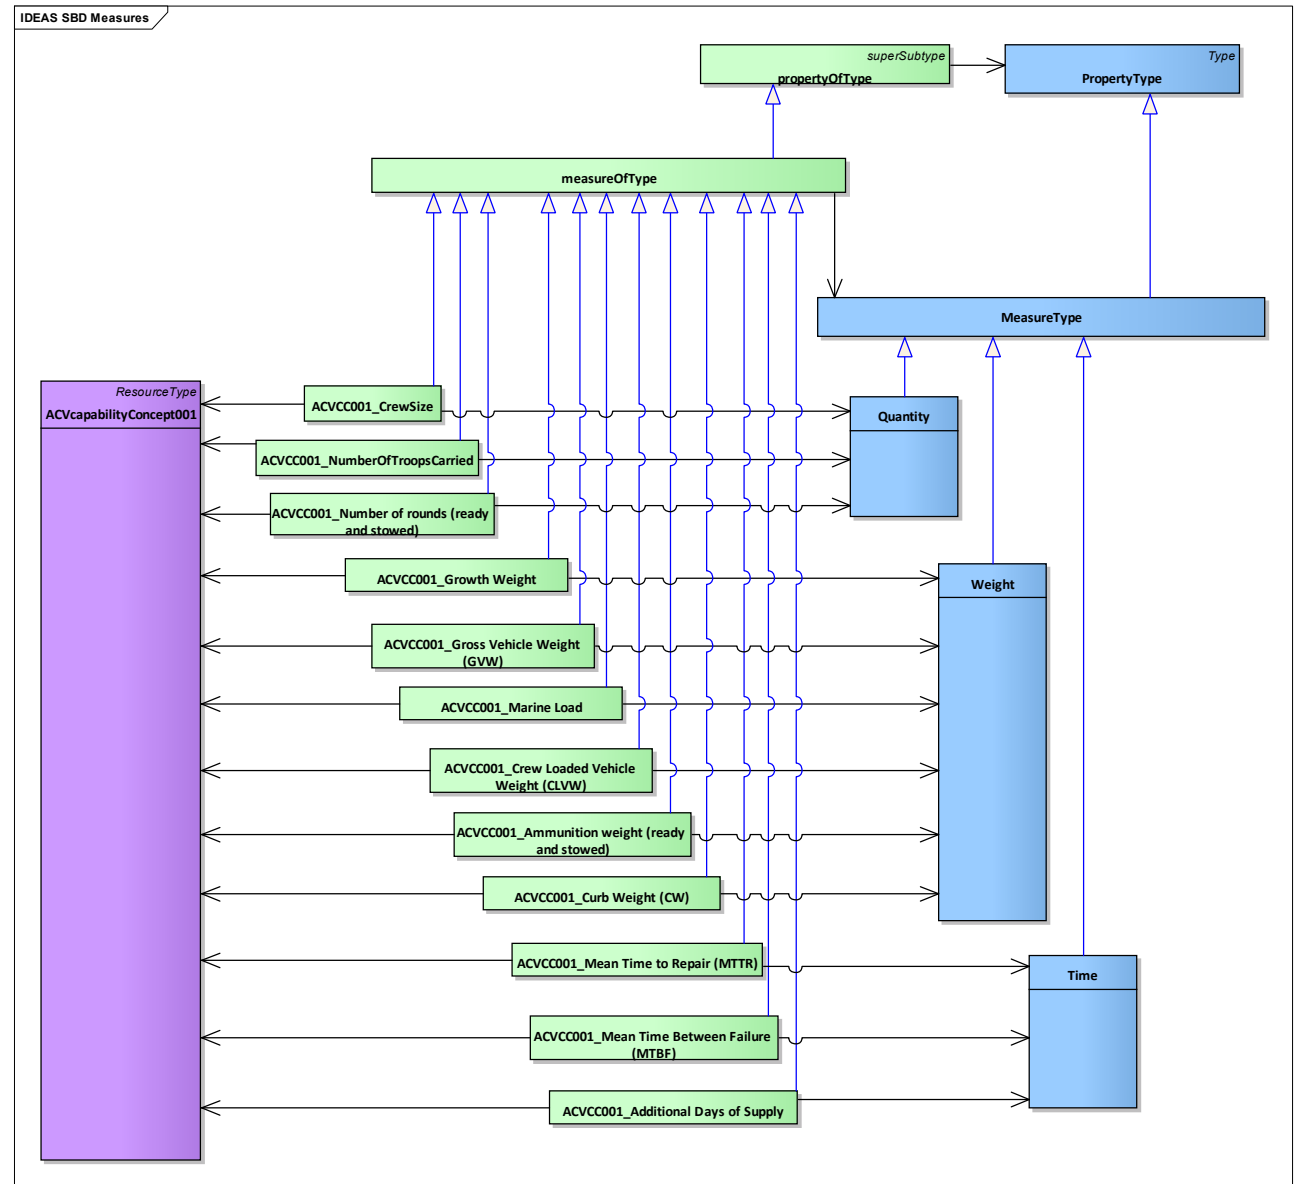 IDEAS SBD Measures
superSubtype
propertyOfType
Type
PropertyType
measureOfType
MeasureType
ResourceType
ACVcapabilityConcept001
ACVCC001_CrewSize
Quantity
ACVCC001_NumberOfTroopsCarried
ACVCC001_Number of rounds (ready
and stowed)
ACVCC001_Growth Weight
Weight
ACVCC001_Gross Vehicle Weight
(GVW)
ACVCC001_Marine Load
ACVCC001_Crew Loaded Vehicle
Weight (CLVW)
ACVCC001_Ammunition weight (ready
and stowed)
ACVCC001_Curb Weight (CW)
ACVCC001_Mean Time to Repair (MTTR)
Time
ACVCC001_Mean Time Between Failure
(MTBF)
ACVCC001_Additional Days of Supply